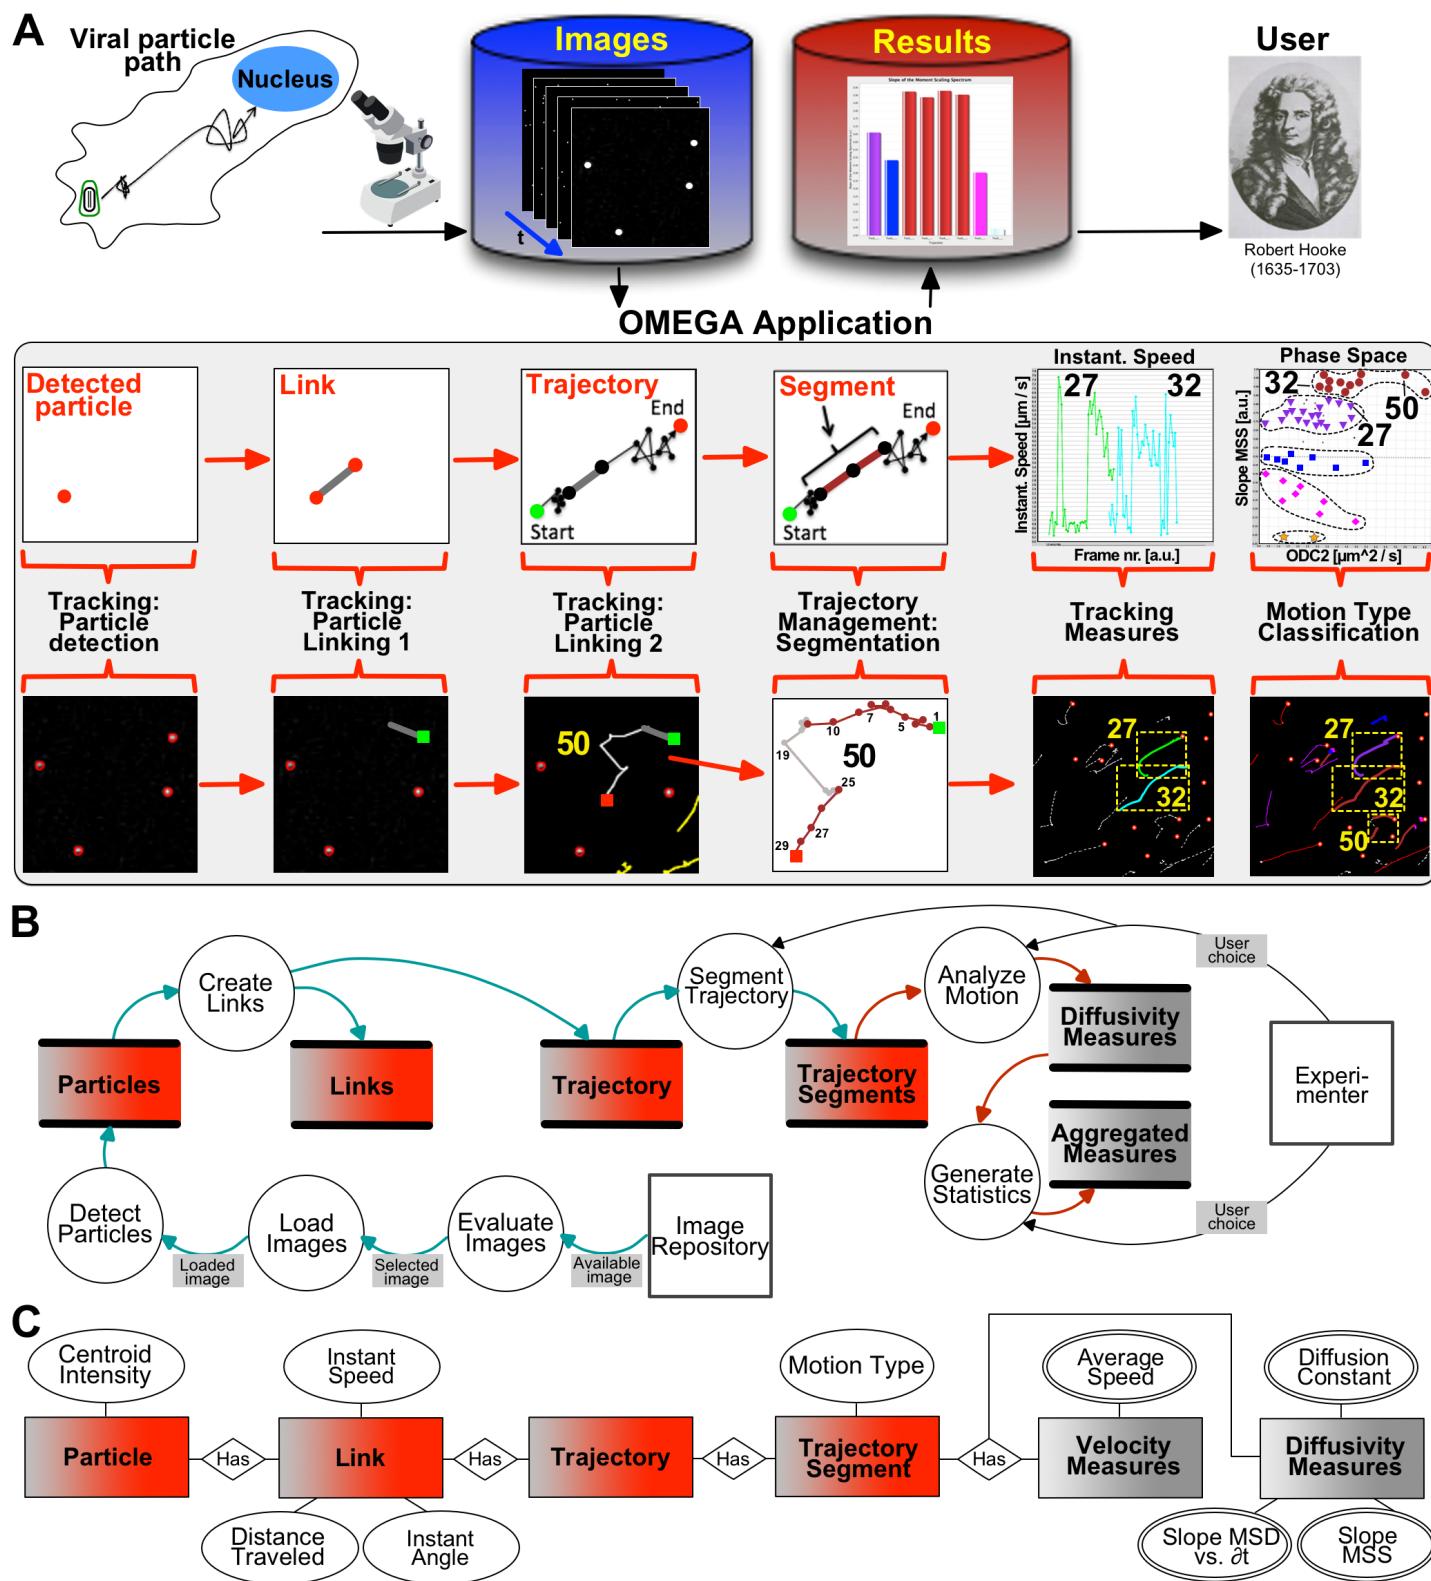 A
Viral particle
path
Nucleus
Images
t
Results
Slope of the Moment Scaling Spectrum
User
Robert Hooke
(1635-1703)
OMEGA Application
Detected
particle
Link
Trajectory
End
Start
Segment
End
Start
Instant. Speed
27
32
Instant. Speed [µm / s]
Frame nr. [a.u.]
Phase Space
32
50
27
Slope MSS [a.u.]
ODC2 [µm^2 / s]
Tracking:
Particle
detection
Tracking:
Particle
Linking 1
Tracking:
Particle
Linking 2
Trajectory
Management:
Segmentation
Tracking
Measures
Motion Type
Classification
50
1
5
7
10
19
50
25
27
29
27
32
27
32
50
B
Create
Links
Segment
Trajectory
Analyze
Motion
User
choice
Particles
Links
Trajectory
Trajectory
Segments
Diffusivity
Measures
Experi-
menter
Aggregated
Measures
Generate
Statistics
User
choice
Detect
Particles
Loaded
image
Load
Images
Selected
image
Evaluate
Images
Available
image
Image
Repository
C
Centroid
Intensity
Instant
Speed
Motion Type
Average
Speed
Diffusion
Constant
Particle
Has
Link
Has
Trajectory
Has
Trajectory
Segment
Has
Velocity
Measures
Diffusivity
Measures
Distance
Traveled
Instant
Angle
Slope MSD
vs. ∂t
Slope
MSS